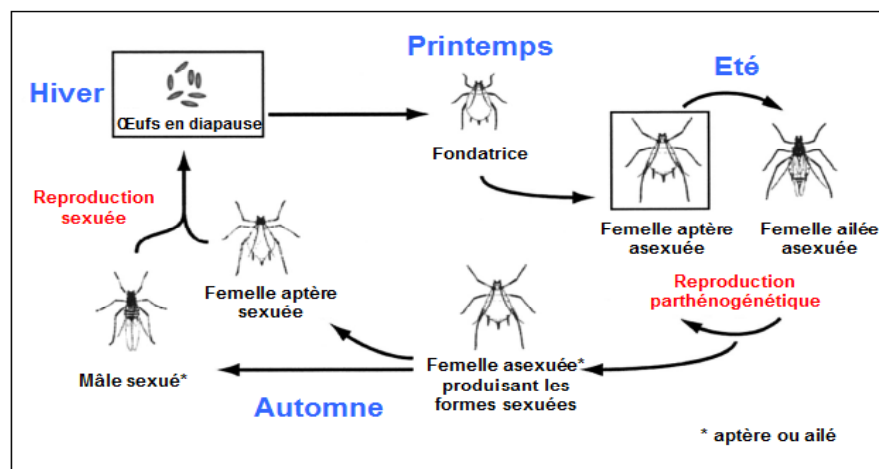 Printemps
Eté
Hiver
Œufs en diapause
Fondatrice
Reproduction
sexuée
Femelle aptère
asexuée
Femelle ailée
asexuée
Femelle aptère
sexuée
Reproduction
parthénogénétique
Mâle sexué*
Femelle asexuée*
produisant les
formes sexuées
Automne
* aptère ou ailé